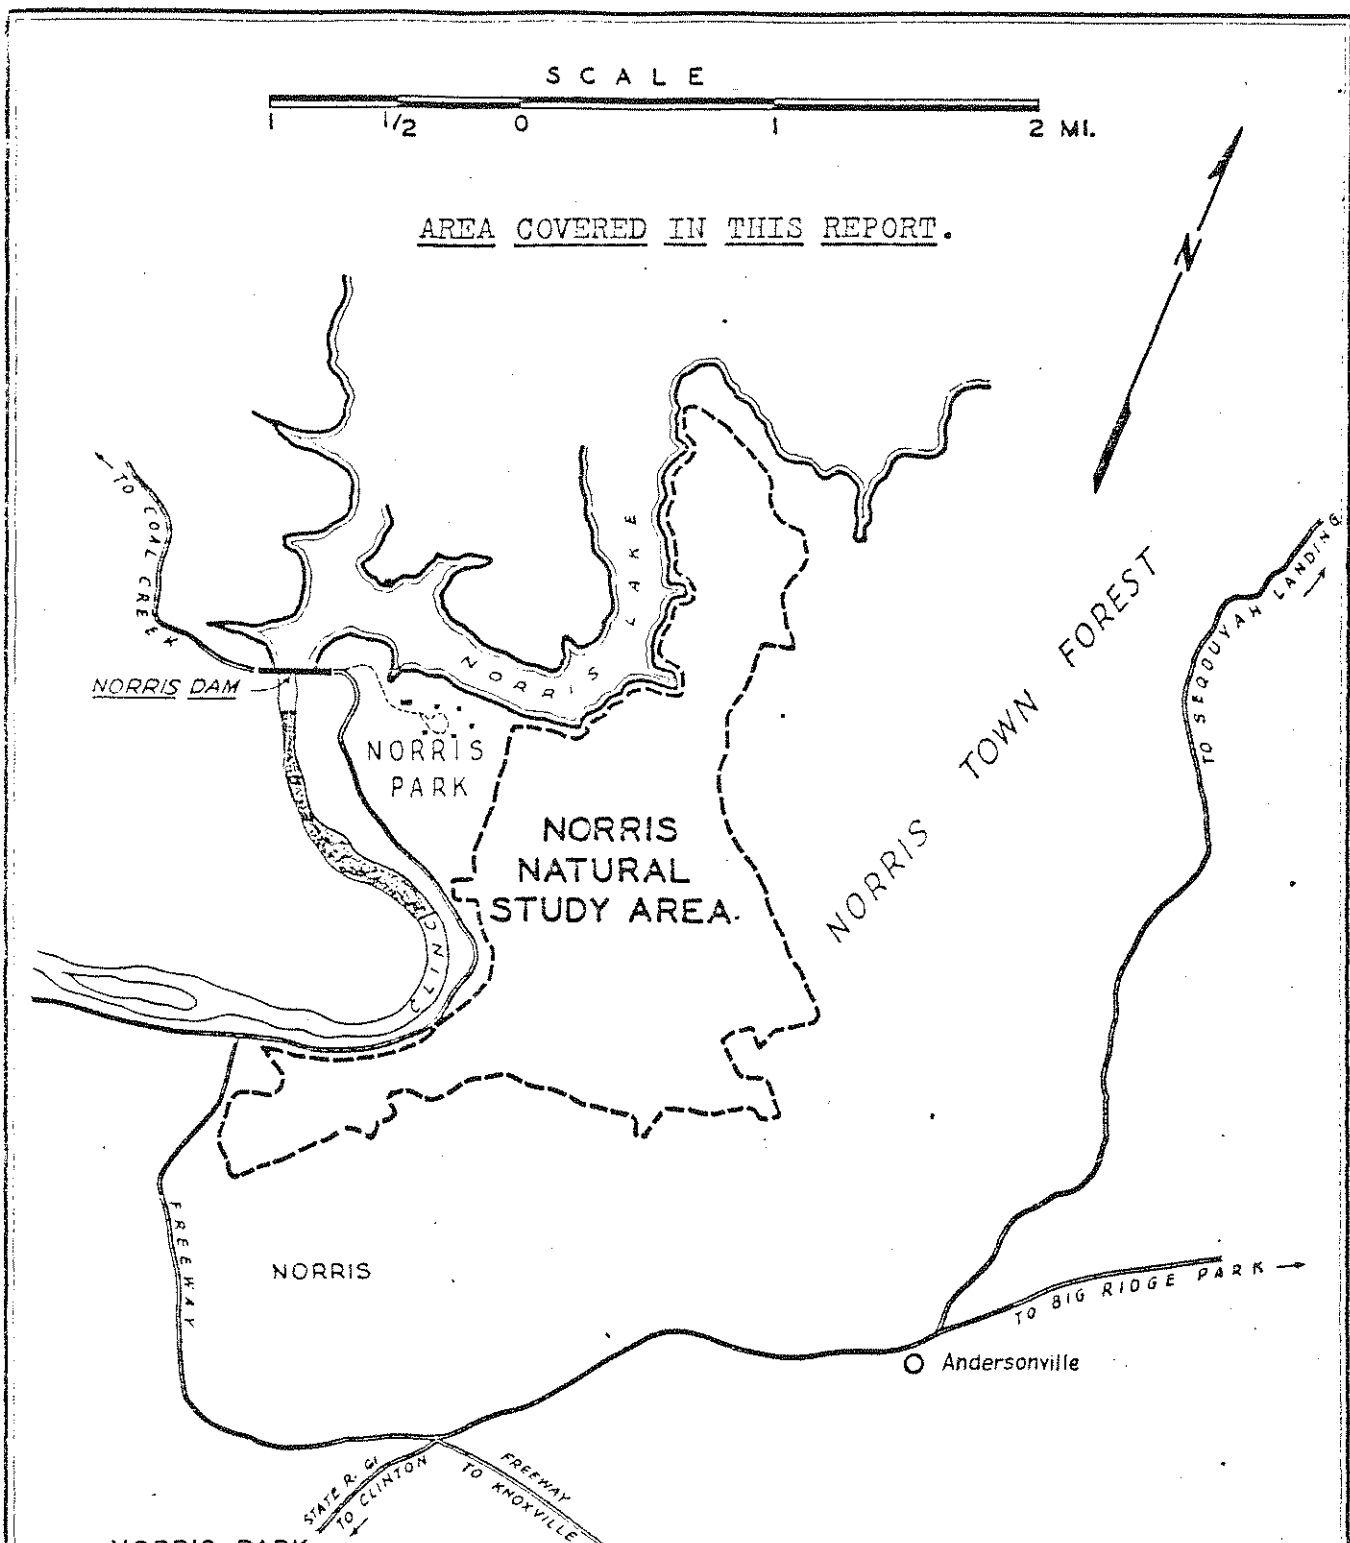 SCALE
1 1/2 0 1 2 MI.
AREA COVERED IN THIS REPORT.
N
TO COAL CREEK
NORRIS LAKE
NORRIS DAM
NORRIS
PARK
NORRIS
NATURAL
STUDY AREA.
NORRIS TOWN FOREST
TO SEQUOYAH LANDING
CLINCH
FREEWAY
NORRIS
TO BIG RIDGE PARK
Andersonville
STATE R. 61
TO CLINTON
FREEWAY
TO KNOXVILLE
NORRIS PARK